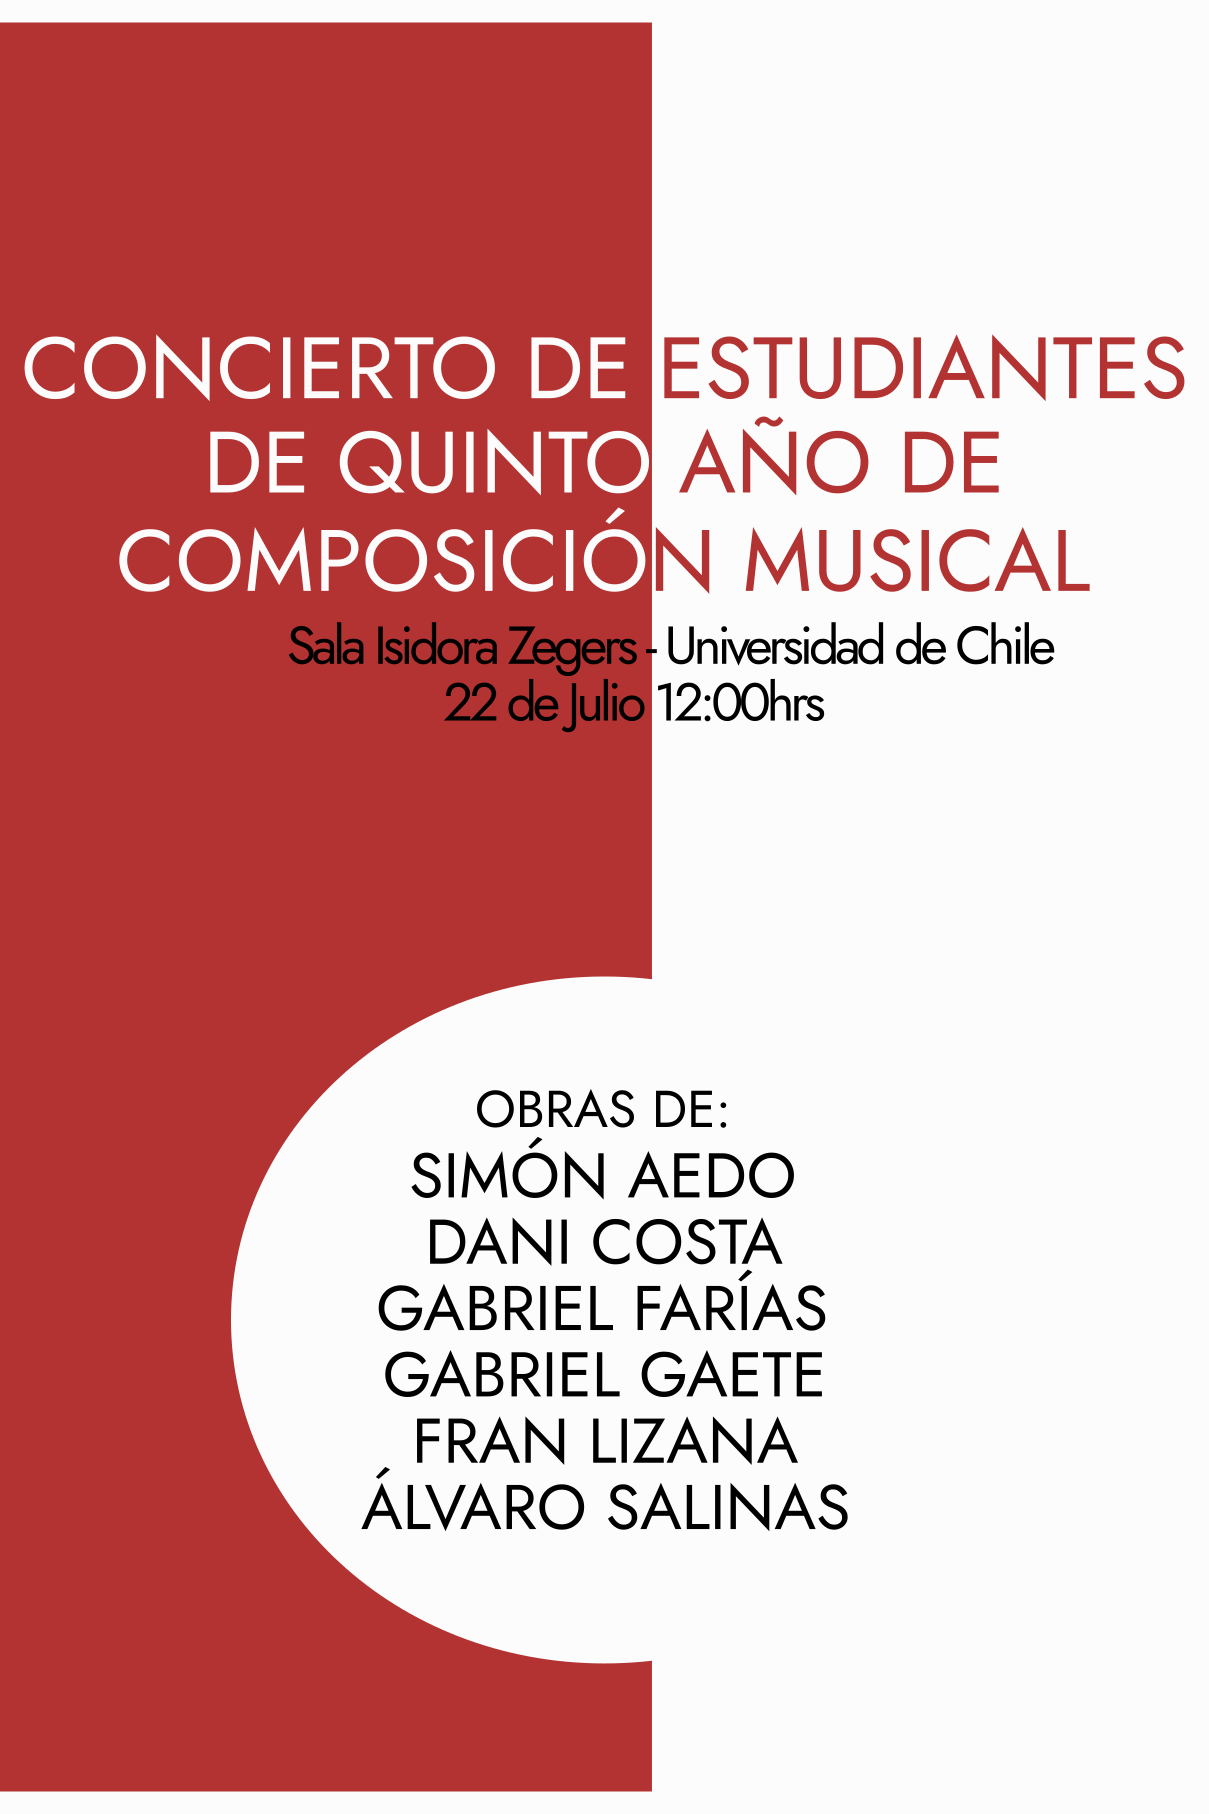 CONCIERTO DE ESTUDIANTES
DE QUINTO AÑO DE
COMPOSICIÓN MUSICAL
Sala Isidora Zegers - Universidad de Chile
22 de Julio 12:00hrs
OBRAS DE:
SIMÓN AEDO
DANI COSTA
GABRIEL FARÍAS
GABRIEL GAETE
FRAN LIZANA
ÁLVARO SALINAS